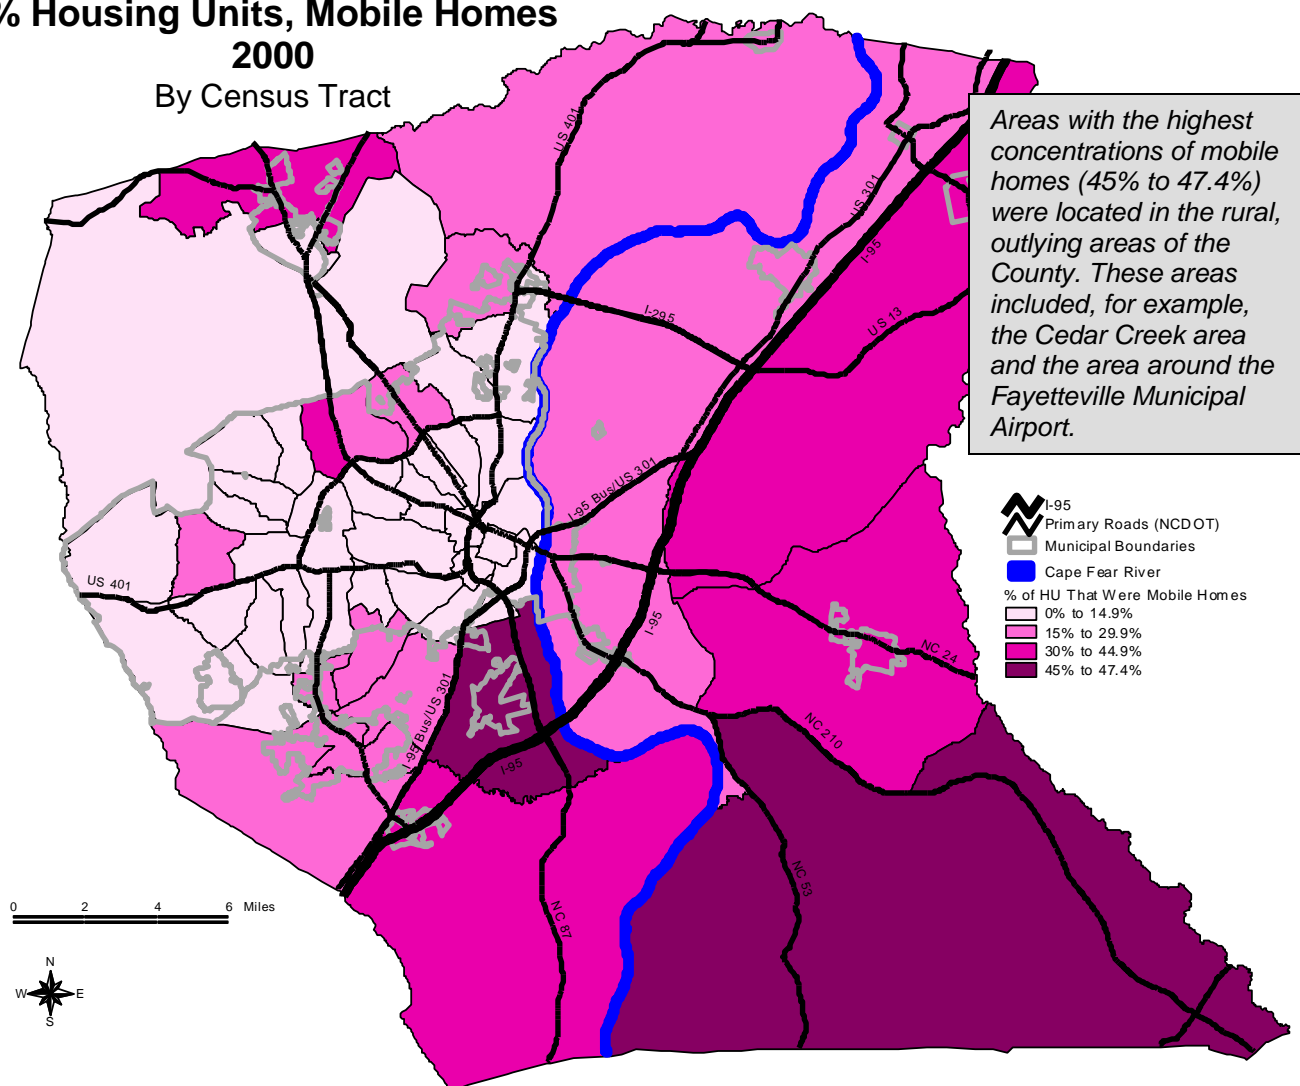 % Housing Units, Mobile Homes
2000
By Census Tract
Areas with the highest
concentrations of mobile
homes (45% to 47.4%)
were located in the rural,
outlying areas of the
County. These areas
included, for example,
the Cedar Creek area
and the area around the
Fayetteville Municipal
Airport.
US 401
US 301
I-95
I-295
US 13
I-95 Bus/US 301
US 401
I-95
NC 24
I-95 Bus/US 301
NC 210
I-95
NC 53
NC 87
I-95
Primary Roads (NCDOT)
Municipal Boundaries
Cape Fear River
% of HU That Were Mobile Homes
0% to 14.9%
15% to 29.9%
30% to 44.9%
45% to 47.4%
0 2 4 6 Miles
N
W E
S